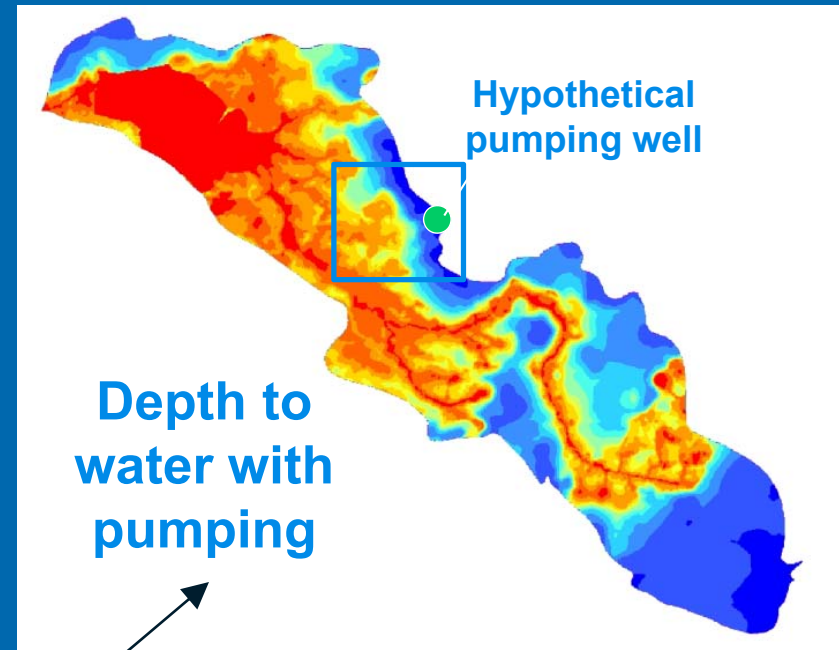 Hypothetical
pumping well
Depth to
water with
pumping